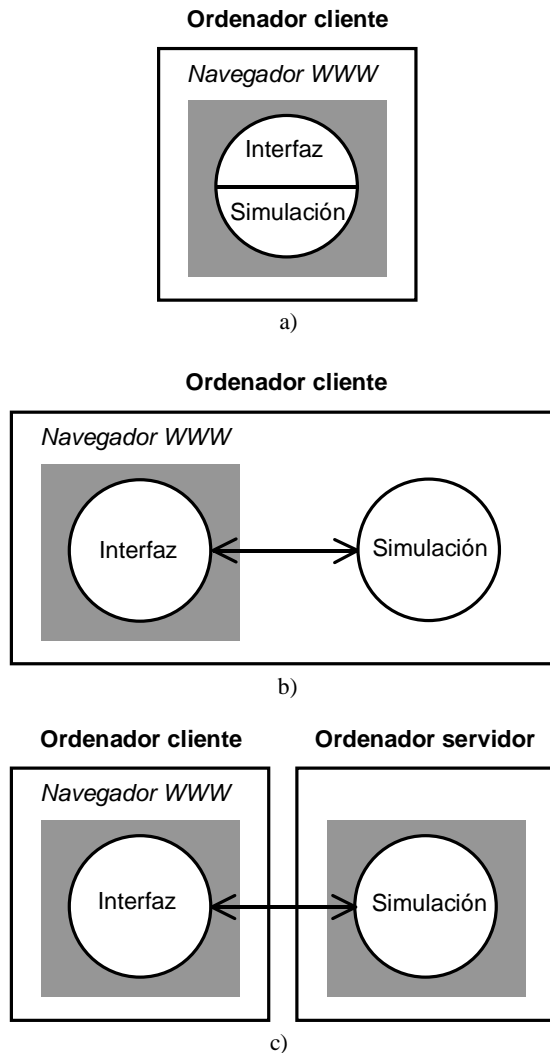 Ordenador cliente
Navegador WWW
Interfaz
Simulación
a)
Ordenador cliente
Navegador WWW
Interfaz
Simulación
b)
Ordenador cliente
Ordenador servidor
Navegador WWW
Interfaz
Simulación
c)